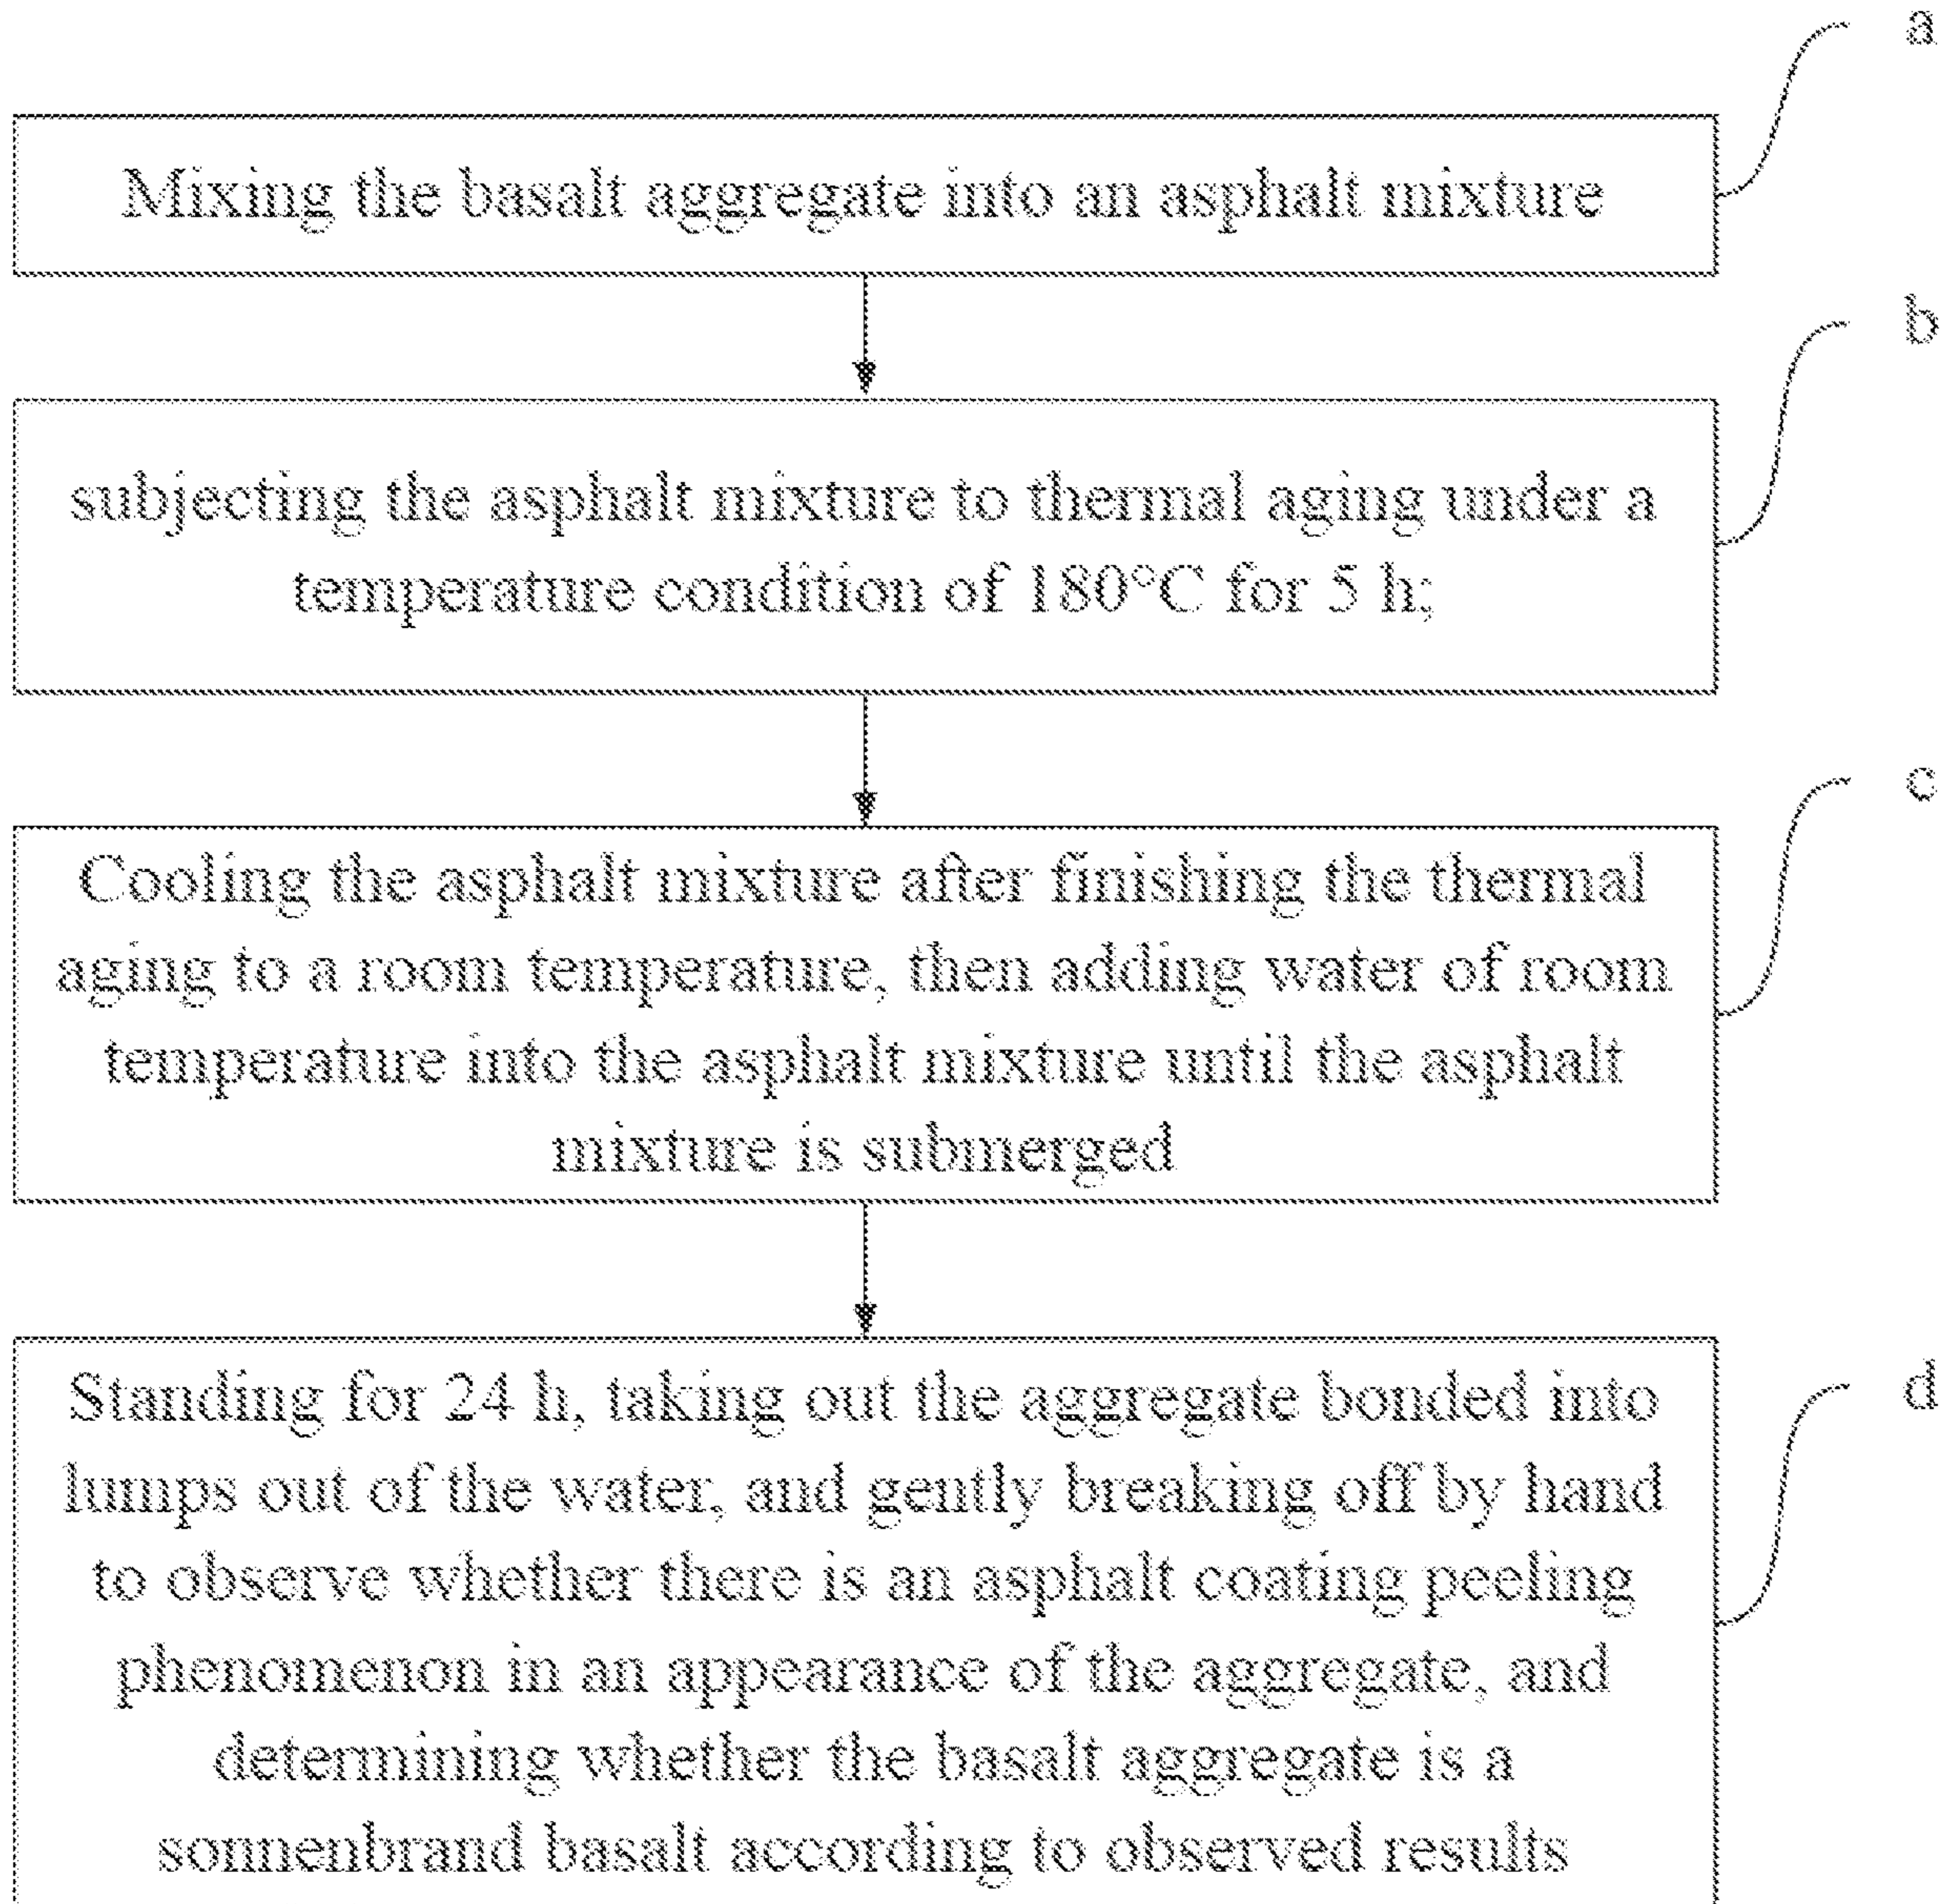 a
Mixing the basalt aggregate into an asphalt mixture
b
subjecting the asphalt mixture to thermal aging under a
temperature condition of 180°C for 5 h;
c
Cooling the asphalt mixture after finishing the thermal
aging to a room temperature, then adding water of room
temperature into the asphalt mixture until the asphalt
mixture is submerged
d
Standing for 24 h, taking out the aggregate bonded into
lumps out of the water, and gently breaking off by hand
to observe whether there is an asphalt coating peeling
phenomenon in an appearance of the aggregate, and
determining whether the basalt aggregate is a
sonnenbrand basalt according to observed results